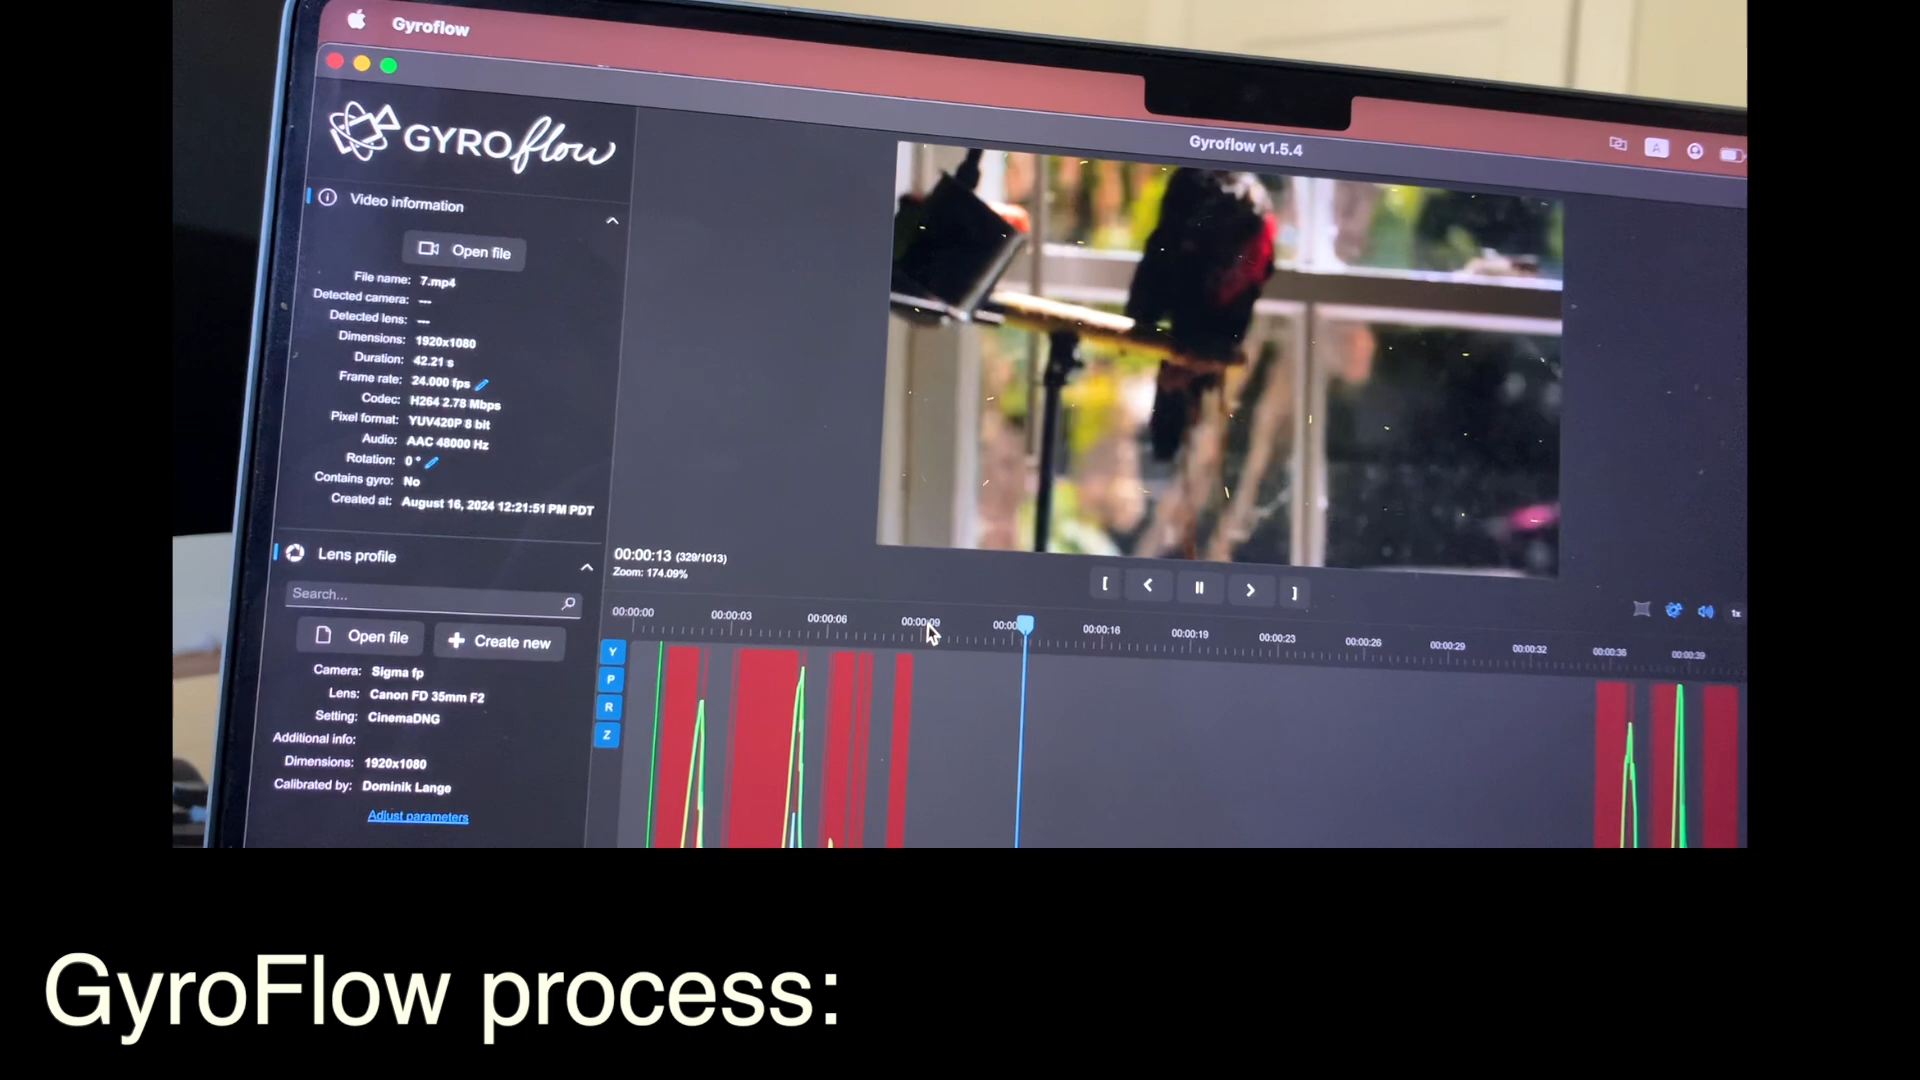 Gyroflow
GYROflow
Gyroflow v1.5.4
A
Video information
Open file
File name: 7.mp4
Detected camera: ---
Detected lens: ---
Dimensions: 1920x1080
Duration: 42.21 s
Frame rate: 24.000 fps
Codec: H264 2.78 Mbps
Pixel format: YUV420P 8 bit
Audio: AAC 48000 Hz
Rotation: 0 °
Contains gyro: No
Created at: August 16, 2024 12:21:51 PM PDT
Lens profile
Search...
Open file
Create new
Camera: Sigma fp
Lens: Canon FD 35mm F2
Setting: CinemaDNG
Additional info:
Dimensions: 1920x1080
Calibrated by: Dominik Lange
Adjust parameters
00:00:13 (329/1013)
Zoom: 174.09%
[
]
1x
00:00:00 00:00:03 00:00:06 00:00:09 00:00 00:00:16 00:00:19 00:00:23 00:00:26 00:00:29 00:00:32 00:00:36 00:00:39
Y
P
R
Z
GyroFlow process: